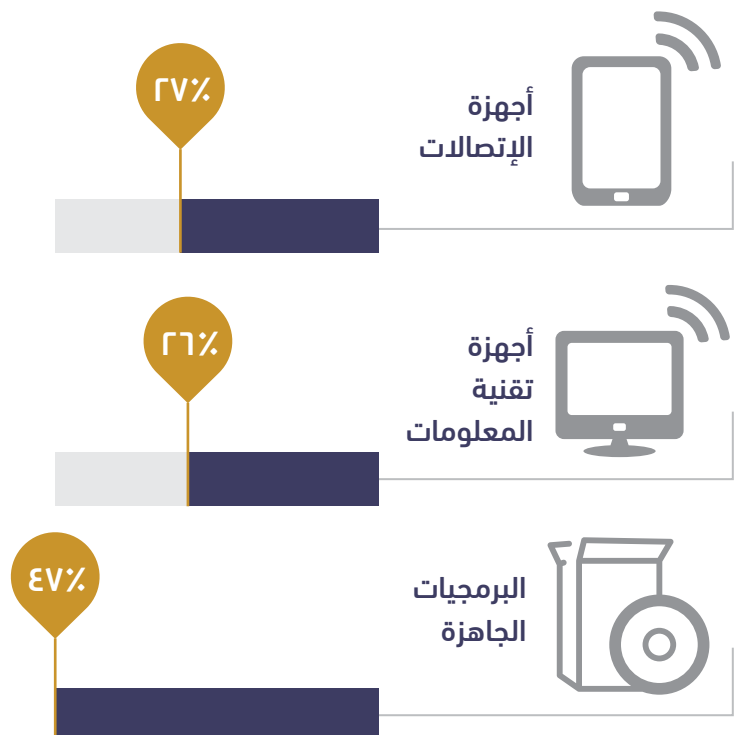 أجهزة
الإتصالات
٢٧٪
أجهزة
تقنية
المعلومات
٢٦٪
البرمجيات
الجاهزة
٤٧٪